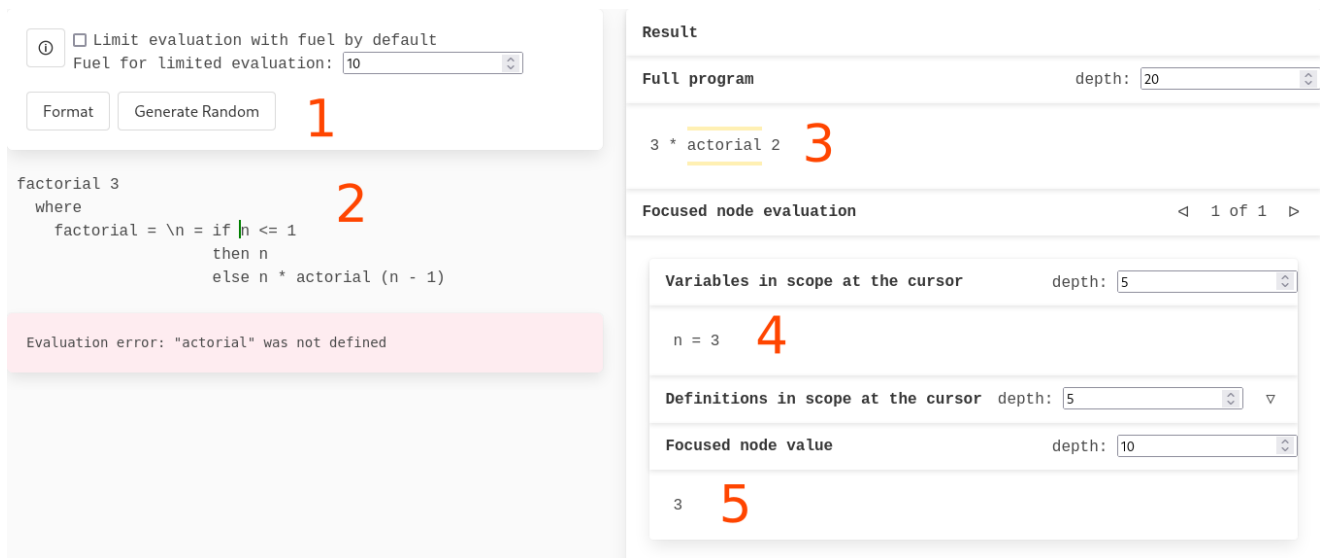 ⓘ ☐ Limit evaluation with fuel by default
Fuel for limited evaluation: 10
Format Generate Random 1
factorial 3
where 2
factorial = \n = if n <= 1
then n
else n * actorial (n - 1)
Evaluation error: "actorial" was not defined
Result
Full program depth: 20
3 * actorial 2 3
Focused node evaluation ◁ 1 of 1 ▷
Variables in scope at the cursor depth: 5
n = 3 4
Definitions in scope at the cursor depth: 5 ▽
Focused node value depth: 10
3 5